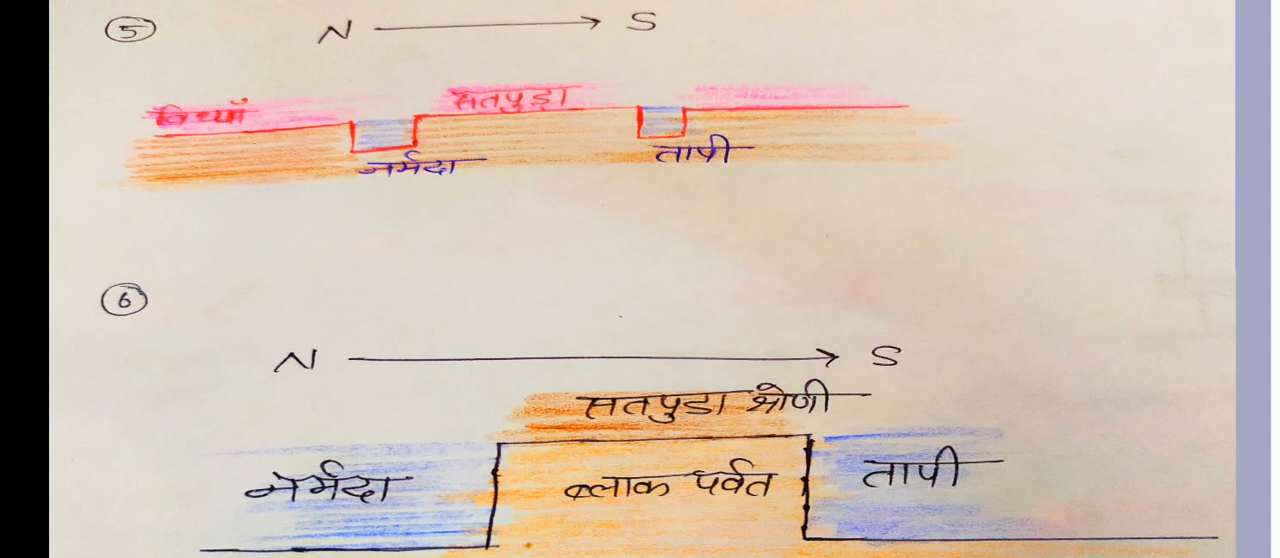 5
N → S
विन्ध्याँ
सतपुड़ा
नर्मदा
तापी
6
N → S
सतपुडा श्रेणी
नर्मदा
ब्लाक पर्वत
तापी